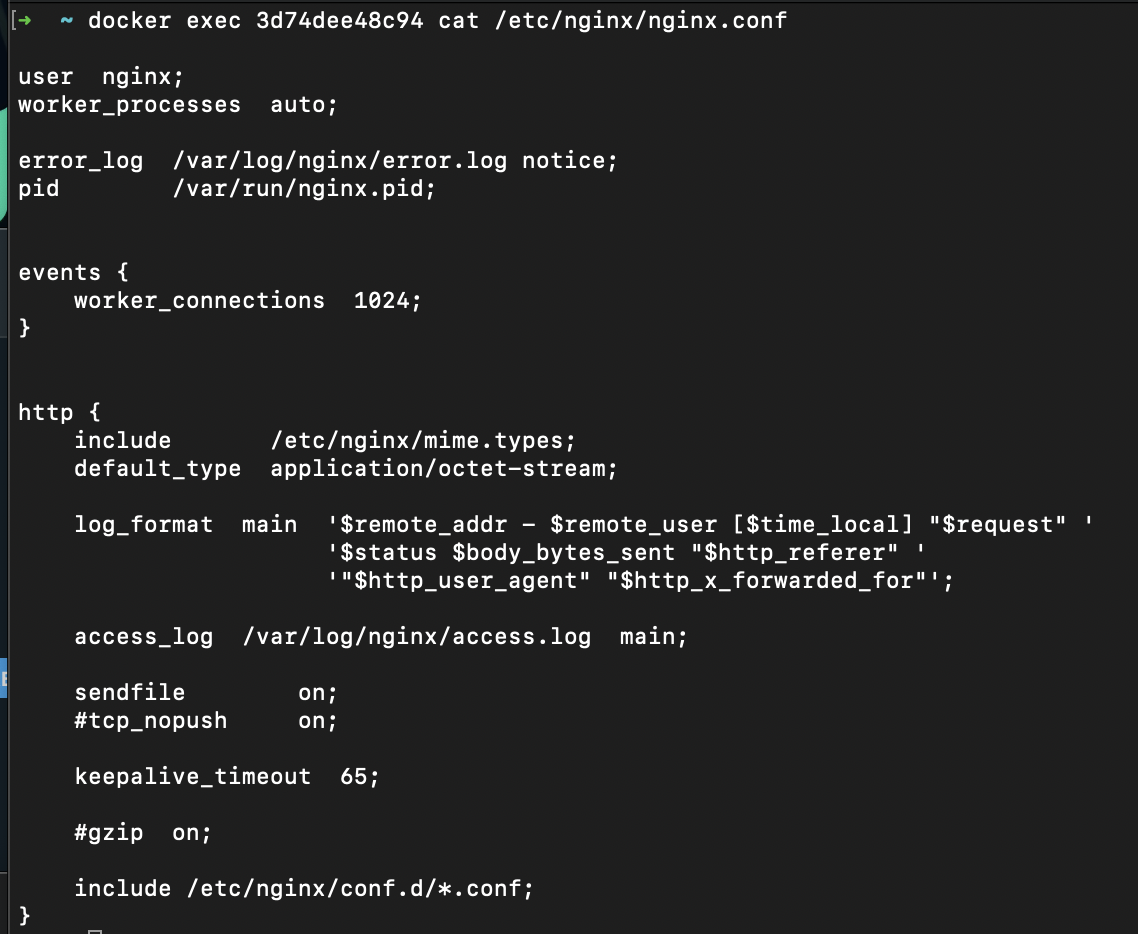 [➜  ~ docker exec 3d74dee48c94 cat /etc/nginx/nginx.conf
user  nginx;
worker_processes  auto;
error_log  /var/log/nginx/error.log notice;
pid        /var/run/nginx.pid;
events {
    worker_connections  1024;
}
http {
    include       /etc/nginx/mime.types;
    default_type  application/octet-stream;
    log_format  main  '$remote_addr - $remote_user [$time_local] "$request" '
                      '$status $body_bytes_sent "$http_referer" '
                      '"$http_user_agent" "$http_x_forwarded_for"';
    access_log  /var/log/nginx/access.log  main;
    sendfile        on;
    #tcp_nopush     on;
    keepalive_timeout  65;
    #gzip  on;
    include /etc/nginx/conf.d/*.conf;
}